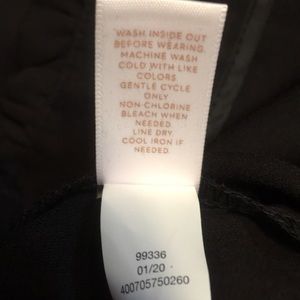 WASH INSIDE OUT
BEFORE WEARING.
MACHINE WASH
COLD WITH LIKE
COLORS.
GENTLE CYCLE
ONLY
NON-CHLORINE
BLEACH WHEN
NEEDED.
LINE DRY.
COOL IRON IF
NEEDED.
99336
01/20
400705750260